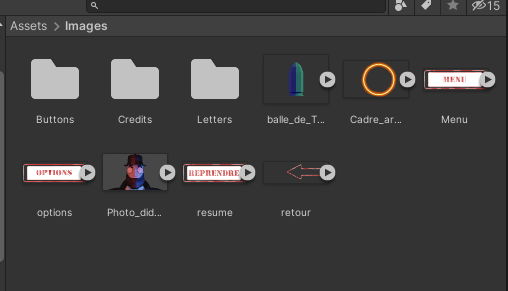 15
Assets > Images
MENU
Buttons Credits Letters balle_de_T... Cadre_ar... Menu
OPTIONS REPRENDRE
options Photo_did... resume retour